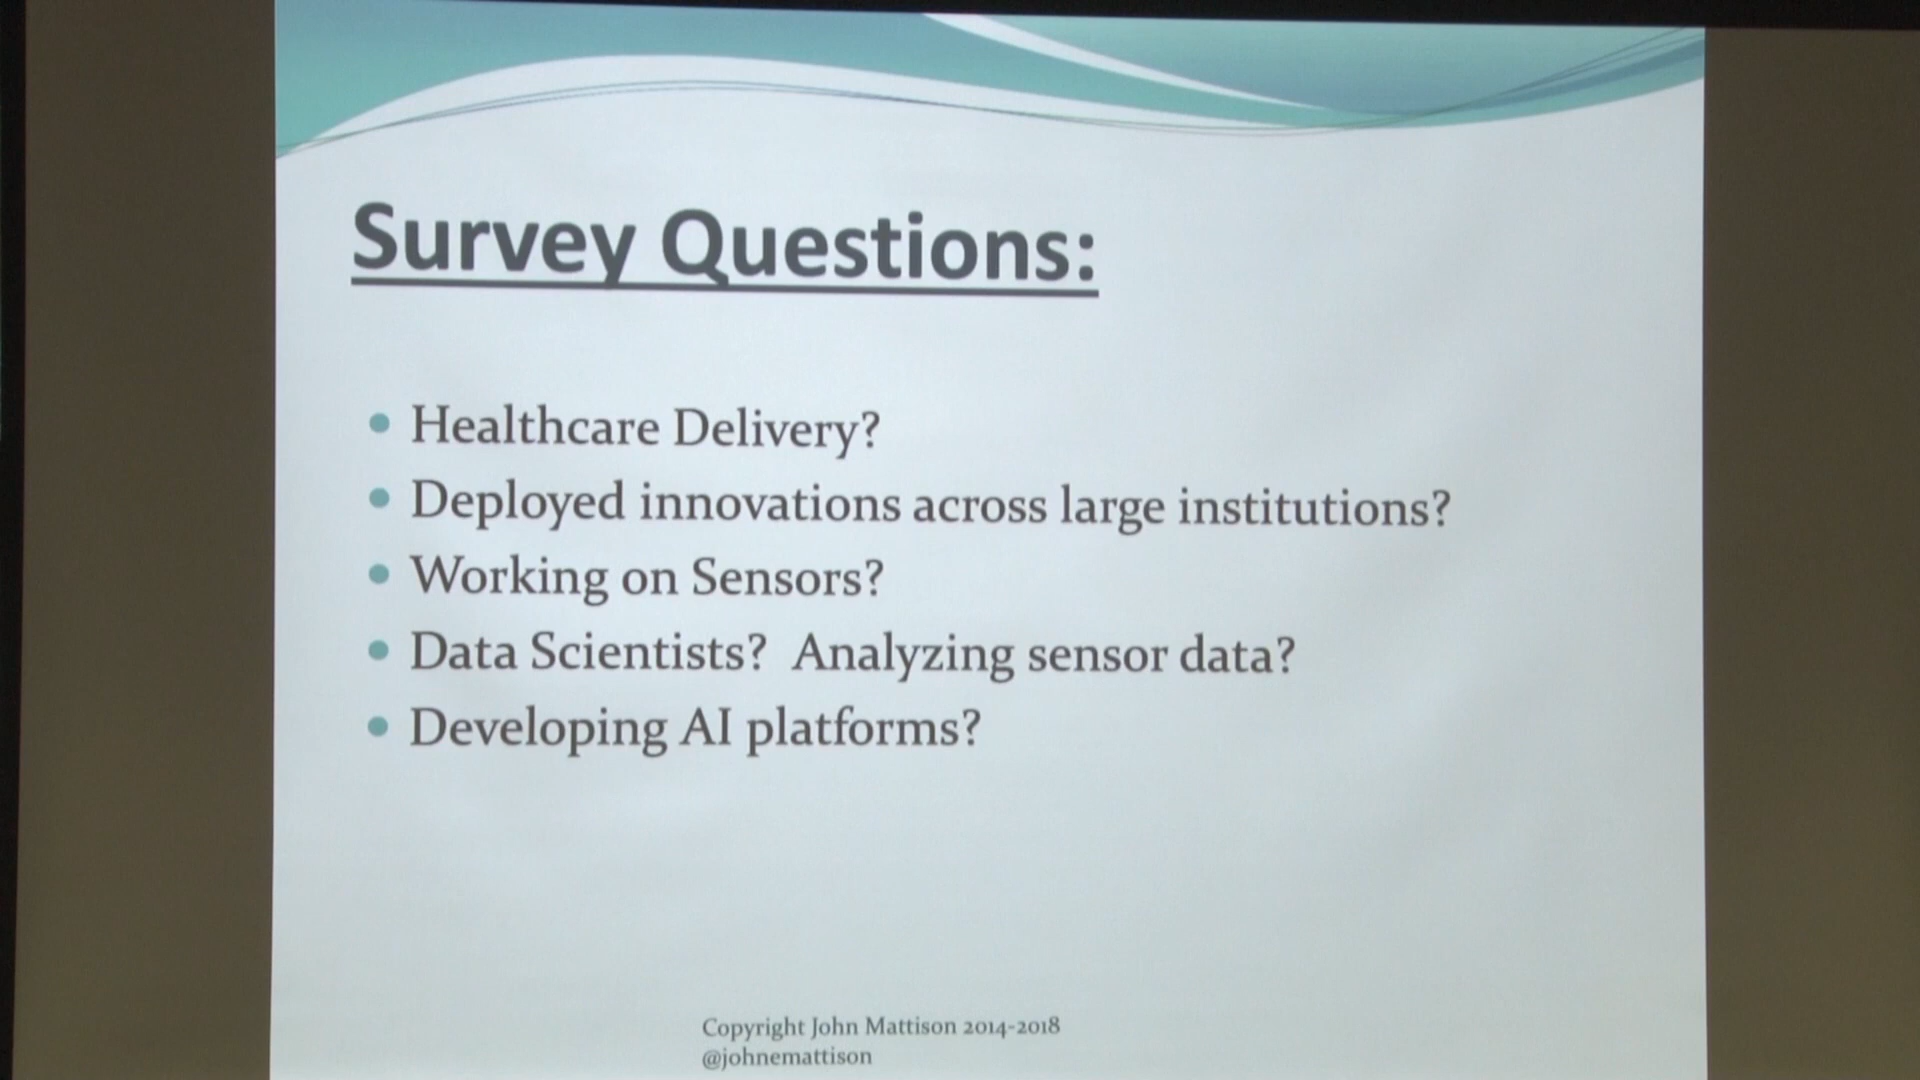 Survey Questions:
Healthcare Delivery?
Deployed innovations across large institutions?
Working on Sensors?
Data Scientists? Analyzing sensor data?
Developing AI platforms?
Copyright John Mattison 2014-2018
@johnemattison